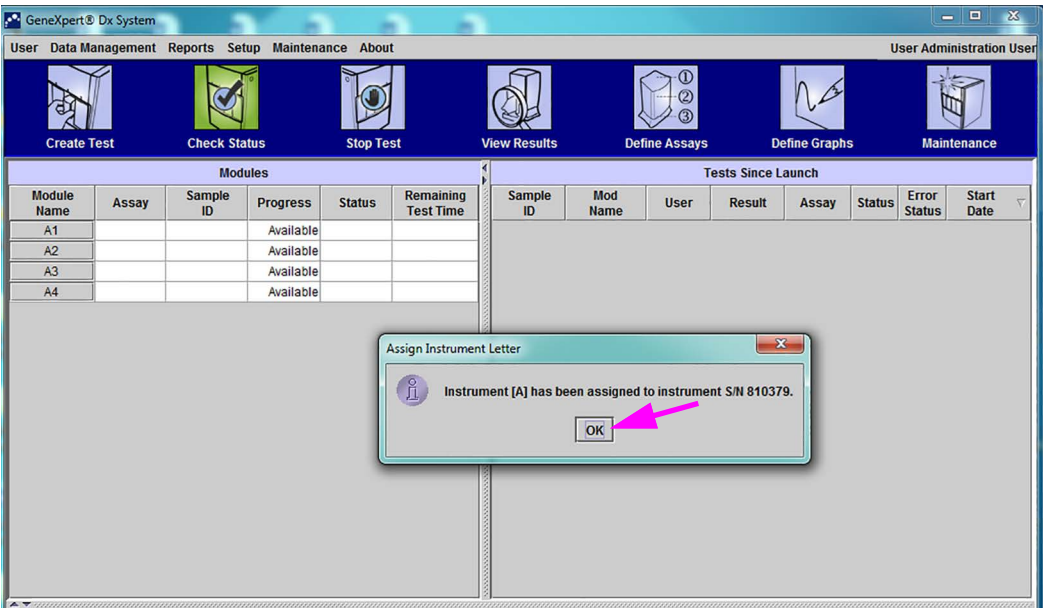 GeneXpert® Dx System
User Data Management Reports Setup Maintenance About User Administration User
Create Test Check Status Stop Test View Results Define Assays Define Graphs Maintenance
① 
②
③
Modules Tests Since Launch
Module Name Assay Sample ID Progress Status Remaining Test Time Sample ID Mod Name User Result Assay Status Error Status Start Date
A1 Available
A2 Available
A3 Available
A4 Available
Assign Instrument Letter
Instrument [A] has been assigned to instrument S/N 810379.
OK